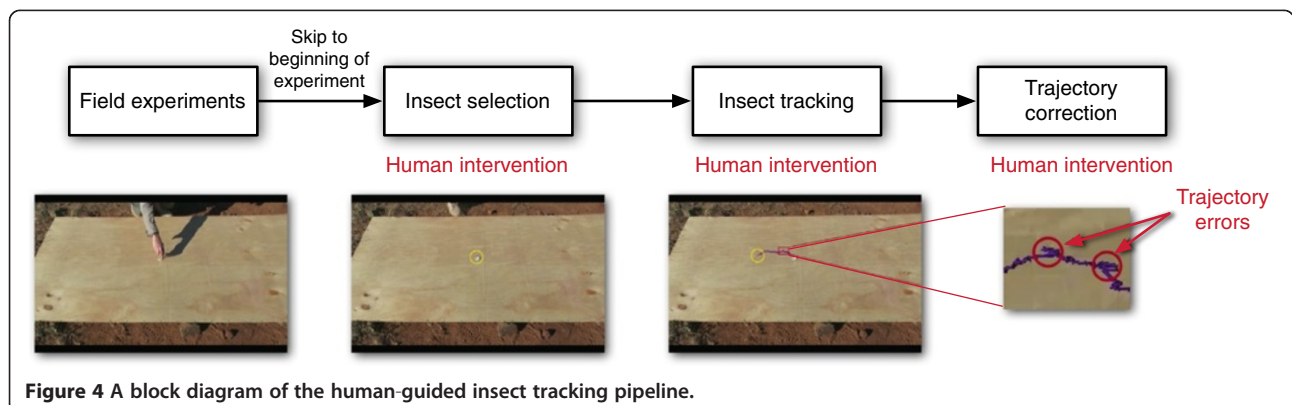 Skip to
beginning of
experiment
Field experiments
Insect selection
Insect tracking
Trajectory
correction
Human intervention
Human intervention
Human intervention
Trajectory
errors
Figure 4 A block diagram of the human-guided insect tracking pipeline.